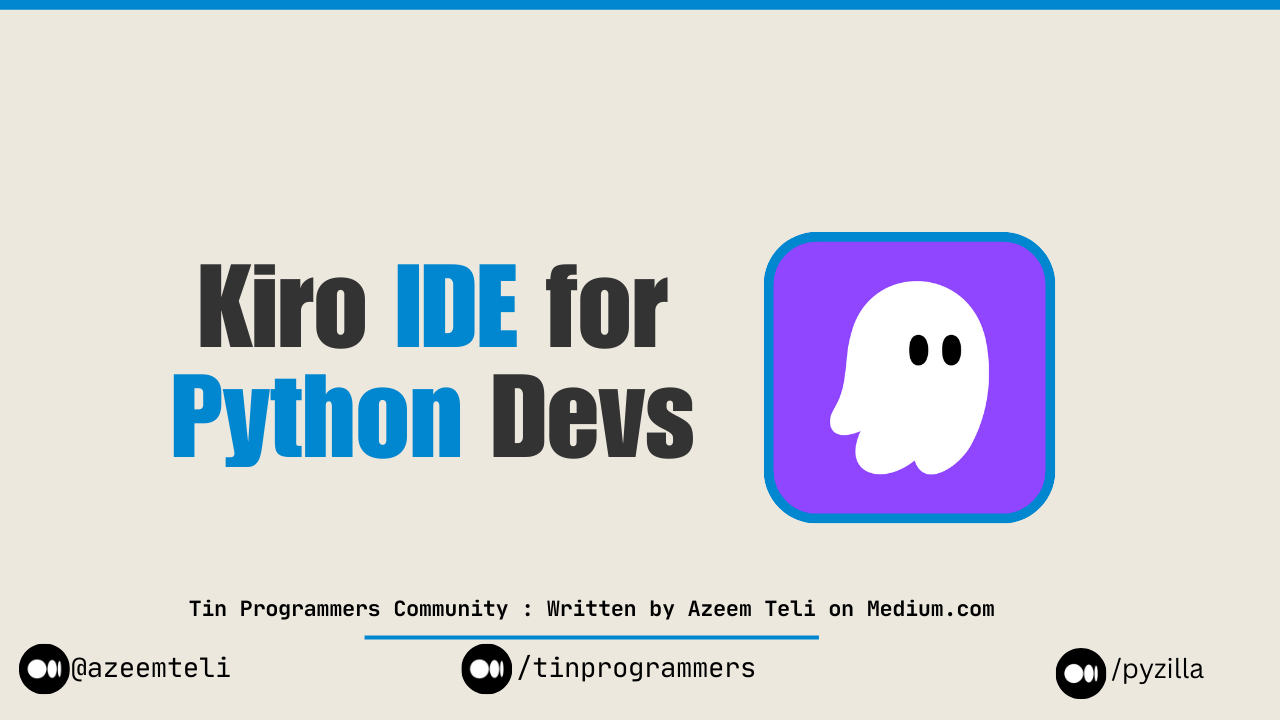 Kiro IDE for
Python Devs
Tin Programmers Community : Written by Azeem Teli on Medium.com
@azeemteli
/tinprogrammers
/pyzilla